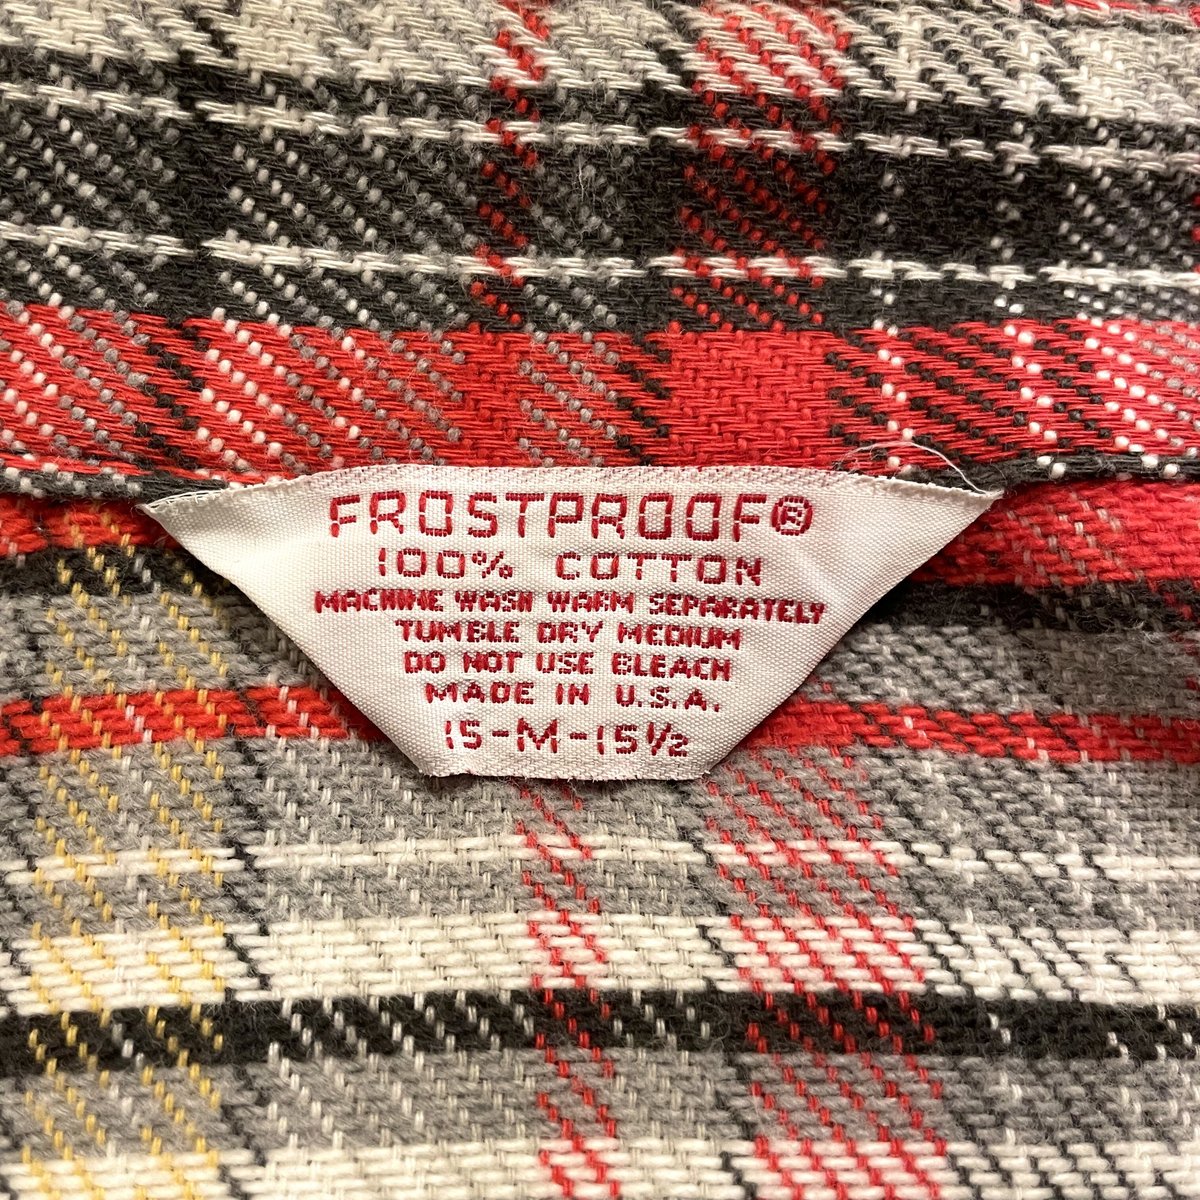 FROSTPROOF®
100% COTTON
MACHINE WASH WARM SEPARATELY
TUMBLE DRY MEDIUM
DO NOT USE BLEACH
MADE IN U.S.A.
15-M-15½